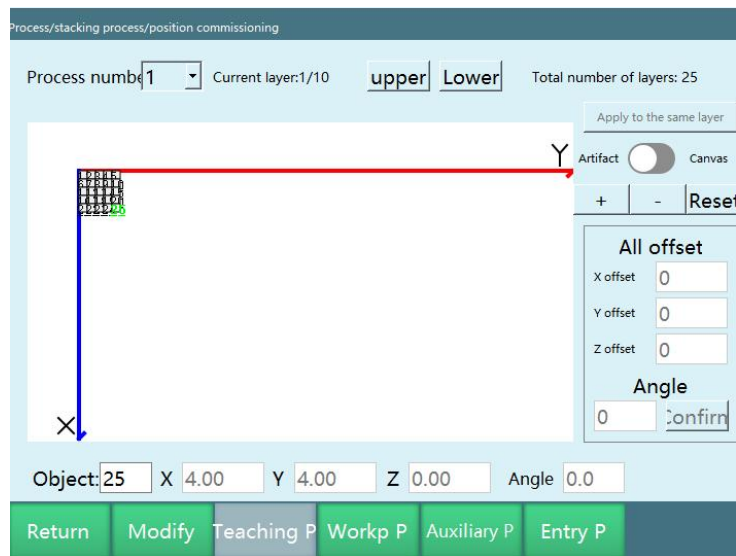 Process/stacking process/position commissioning
Process numbe 1 Current layer:1/10 upper Lower Total number of layers: 25
Apply to the same layer
Y Artifact Canvas
+ - Reset
All offset
X offset 0
Y offset 0
Z offset 0
Angle
0 Confirm
X
Object: 25 X 4.00 Y 4.00 Z 0.00 Angle 0.0
Return Modify Teaching P Workp P Auxiliary P Entry P